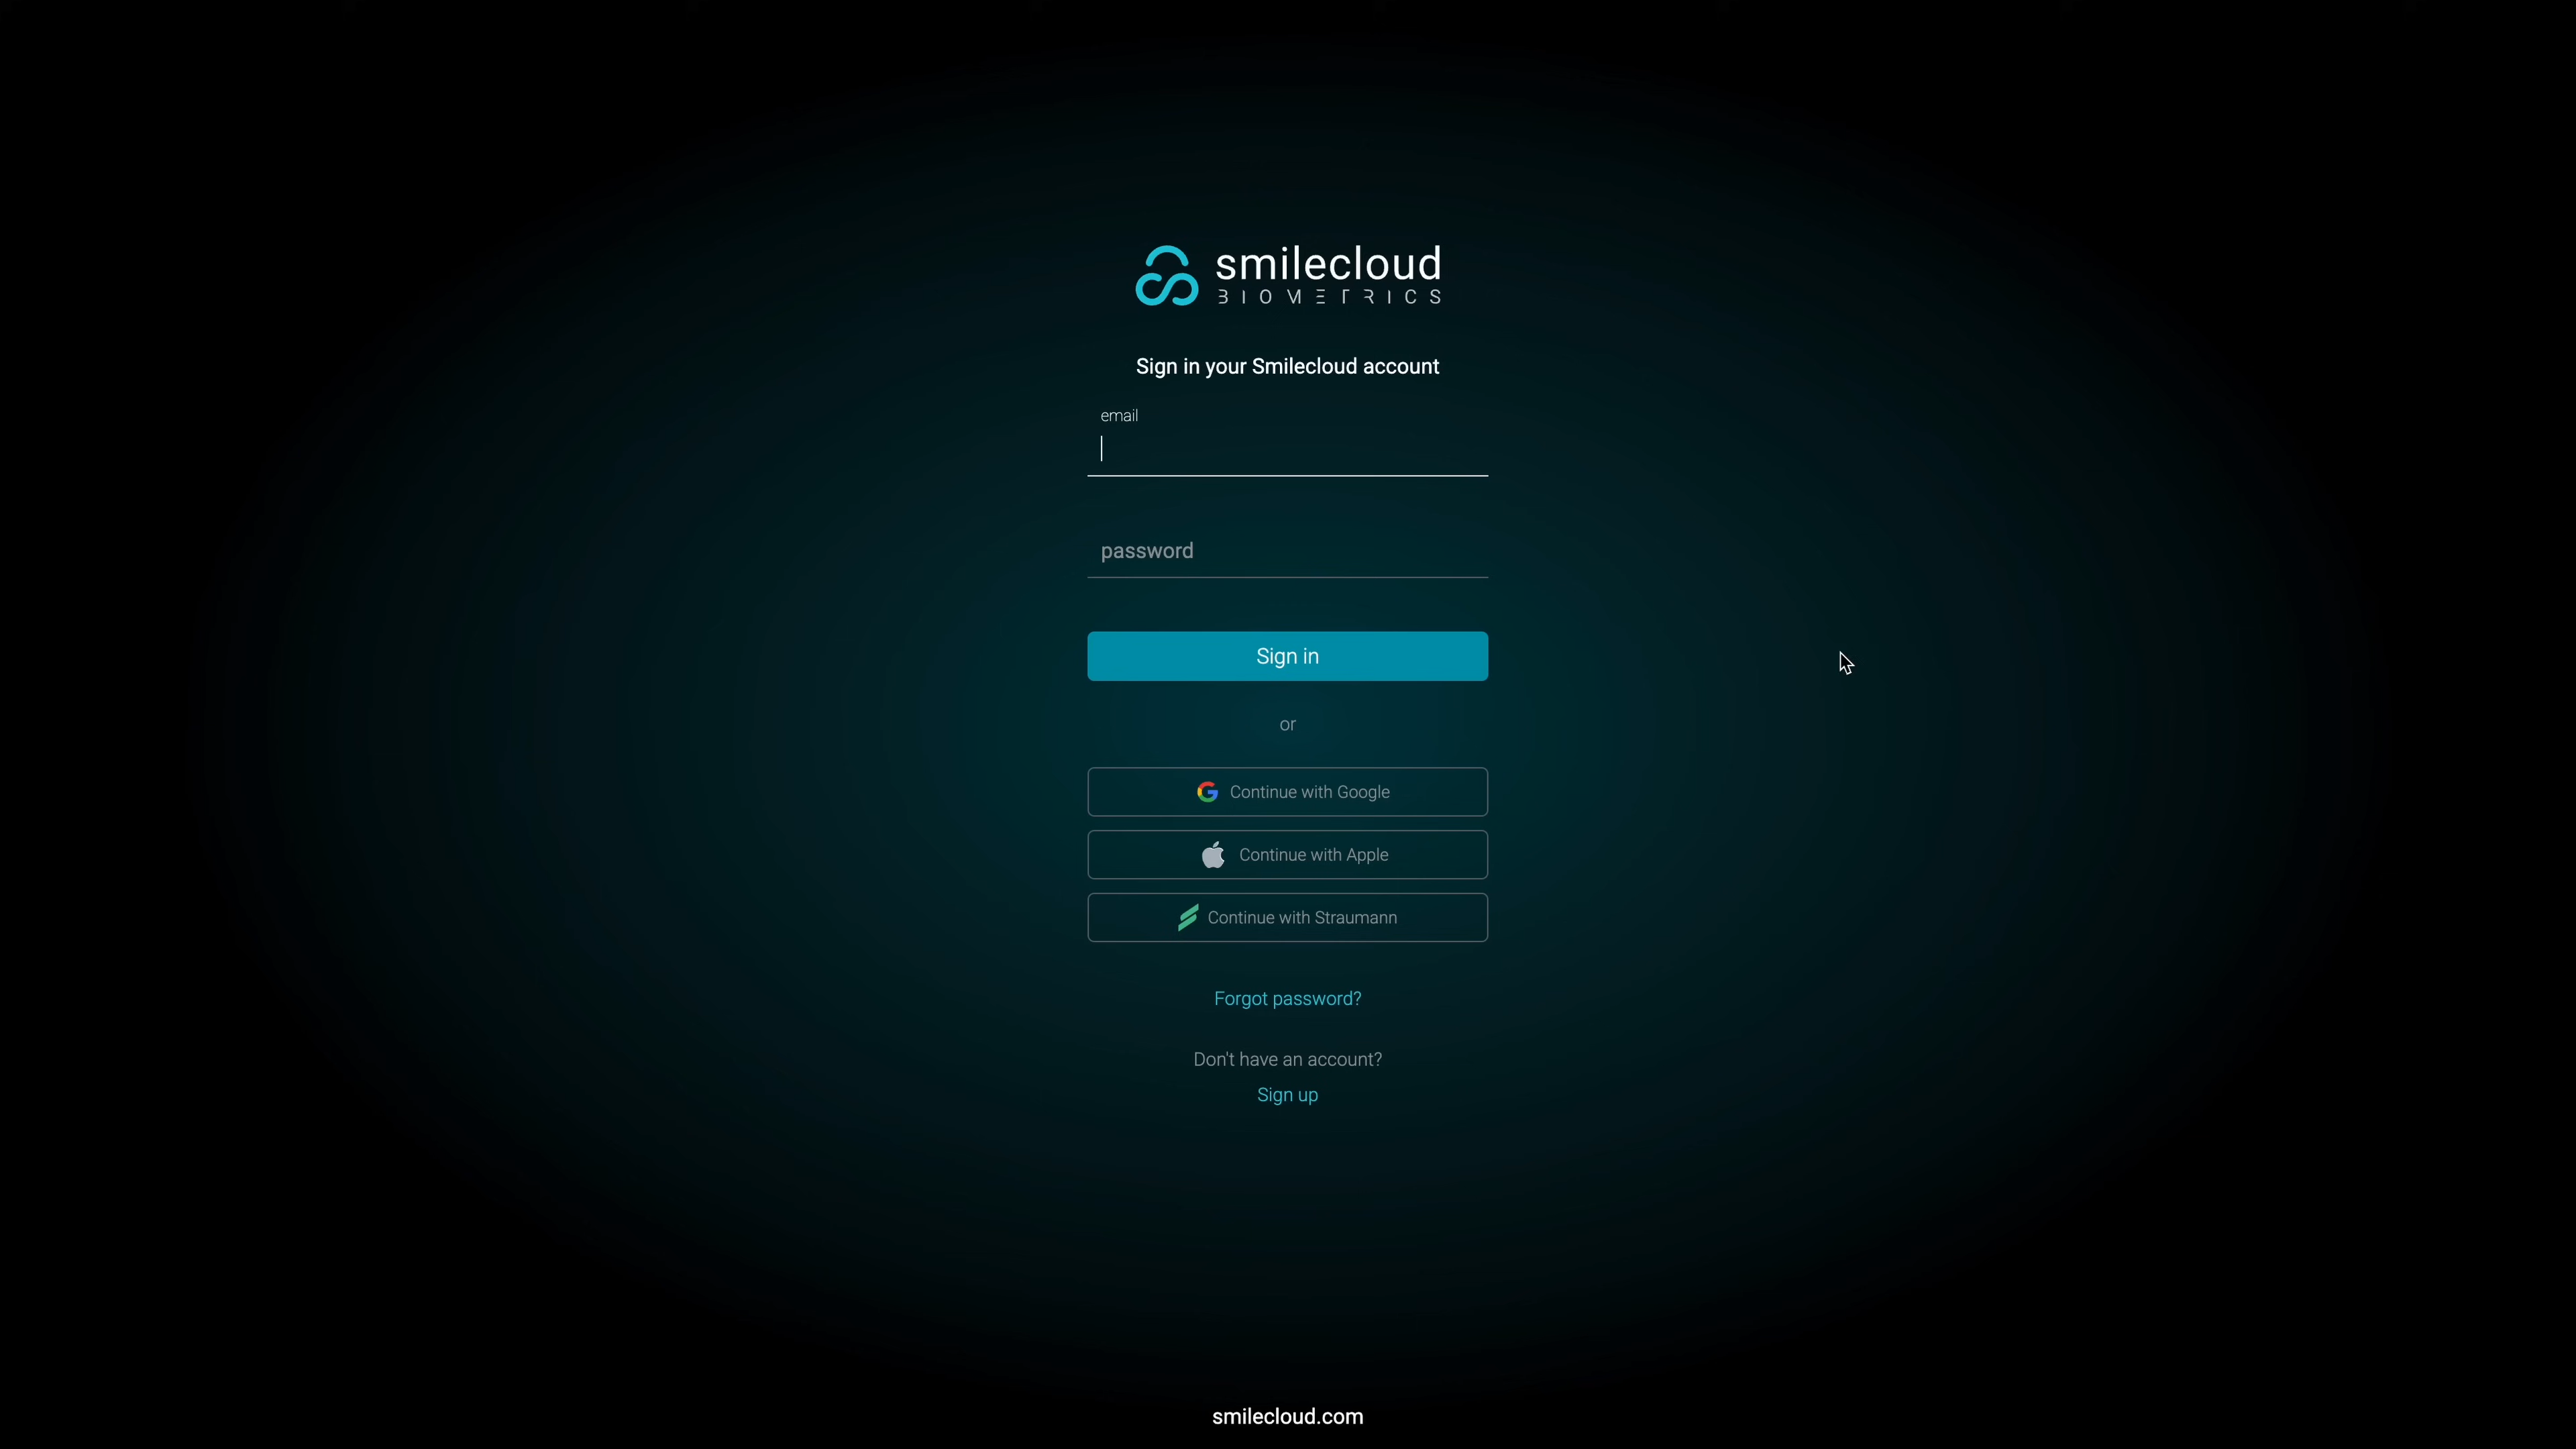 smilecloud
BIOMETRICS
Sign in your Smilecloud account
email
password
Sign in
or
Continue with Google
Continue with Apple
Continue with Straumann
Forgot password?
Don't have an account?
Sign up
smilecloud.com